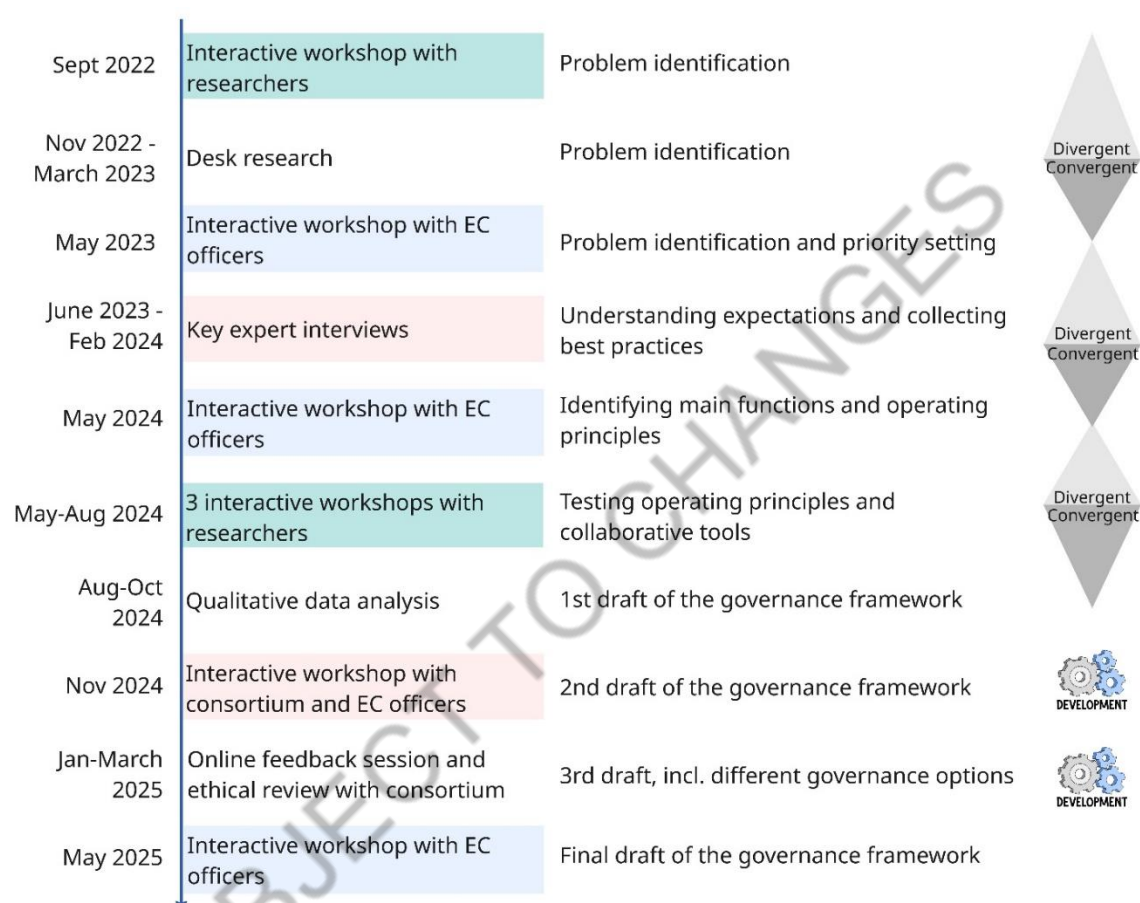 Sept 2022
Interactive workshop with
researchers
Problem identification
Nov 2022 -
March 2023
Desk research
Problem identification
Divergent
Convergent
May 2023
Interactive workshop with EC
officers
Problem identification and priority setting
June 2023 -
Feb 2024
Key expert interviews
Understanding expectations and collecting
best practices
Divergent
Convergent
May 2024
Interactive workshop with EC
officers
Identifying main functions and operating
principles
May-Aug 2024
3 interactive workshops with
researchers
Testing operating principles and
collaborative tools
Divergent
Convergent
Aug-Oct
2024
Qualitative data analysis
1st draft of the governance framework
Nov 2024
Interactive workshop with
consortium and EC officers
2nd draft of the governance framework
DEVELOPMENT
Jan-March
2025
Online feedback session and
ethical review with consortium
3rd draft, incl. different governance options
DEVELOPMENT
May 2025
Interactive workshop with EC
officers
Final draft of the governance framework
BJECT TO CHANGES